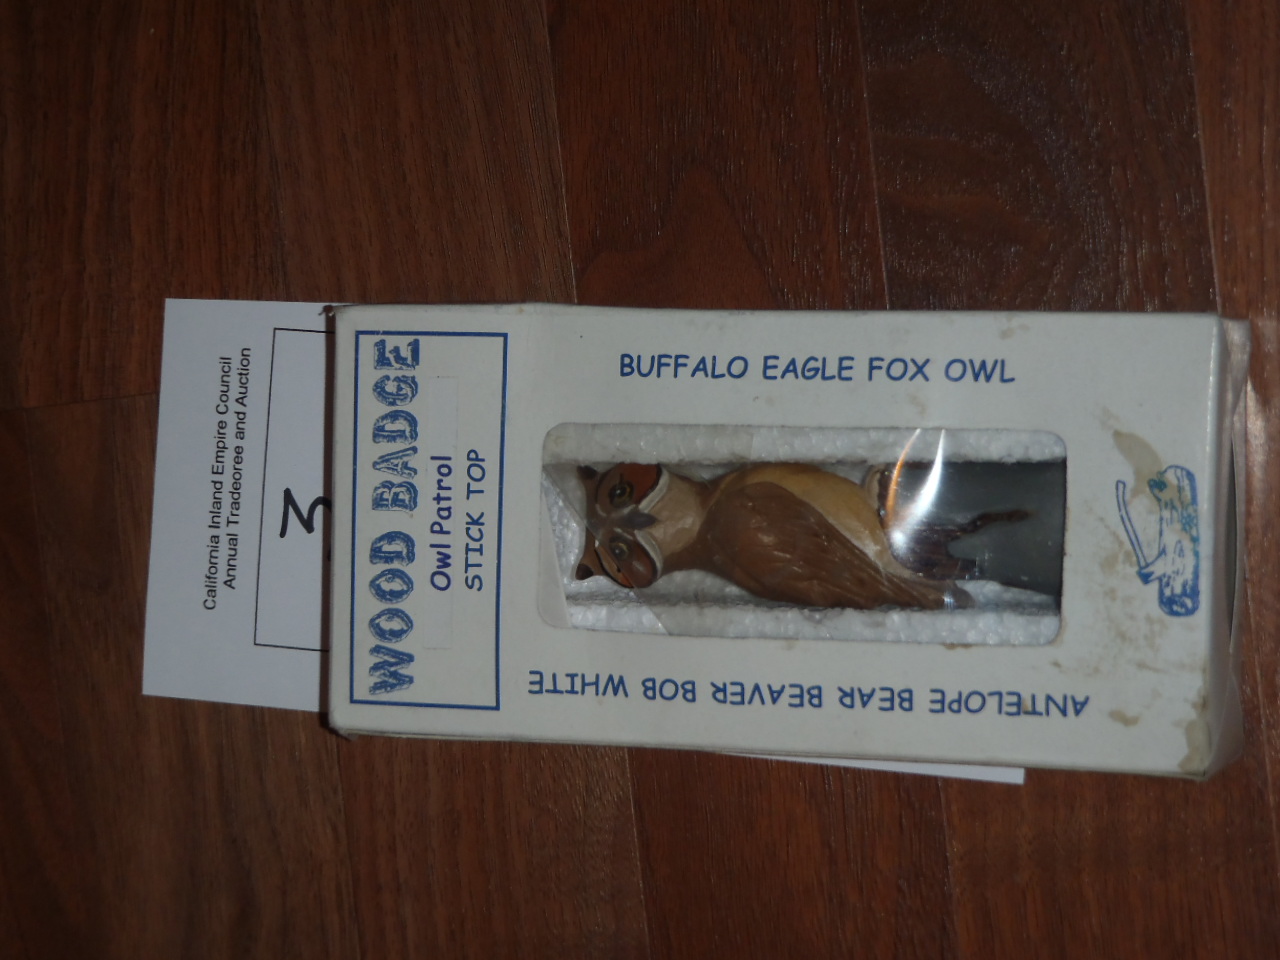 California Inland Empire Council
Annual Tradeoree and Auction
3
WOOD BADGE
Owl Patrol
STICK TOP
BUFFALO EAGLE FOX OWL
ANTELOPE BEAR BEAVER BOB WHITE